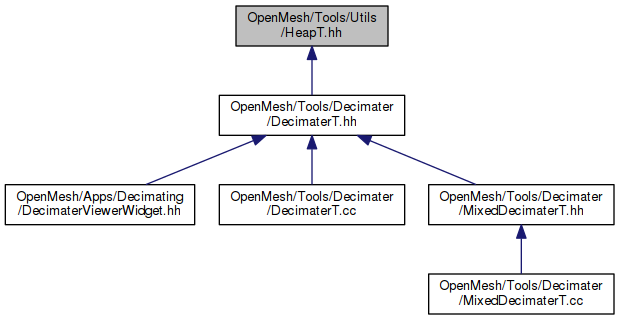 OpenMesh/Tools/Utils
/HeapT.hh
OpenMesh/Tools/Decimater
/DecimaterT.hh
OpenMesh/Apps/Decimating
/DecimaterViewerWidget.hh
OpenMesh/Tools/Decimater
/DecimaterT.cc
OpenMesh/Tools/Decimater
/MixedDecimaterT.hh
OpenMesh/Tools/Decimater
/MixedDecimaterT.cc